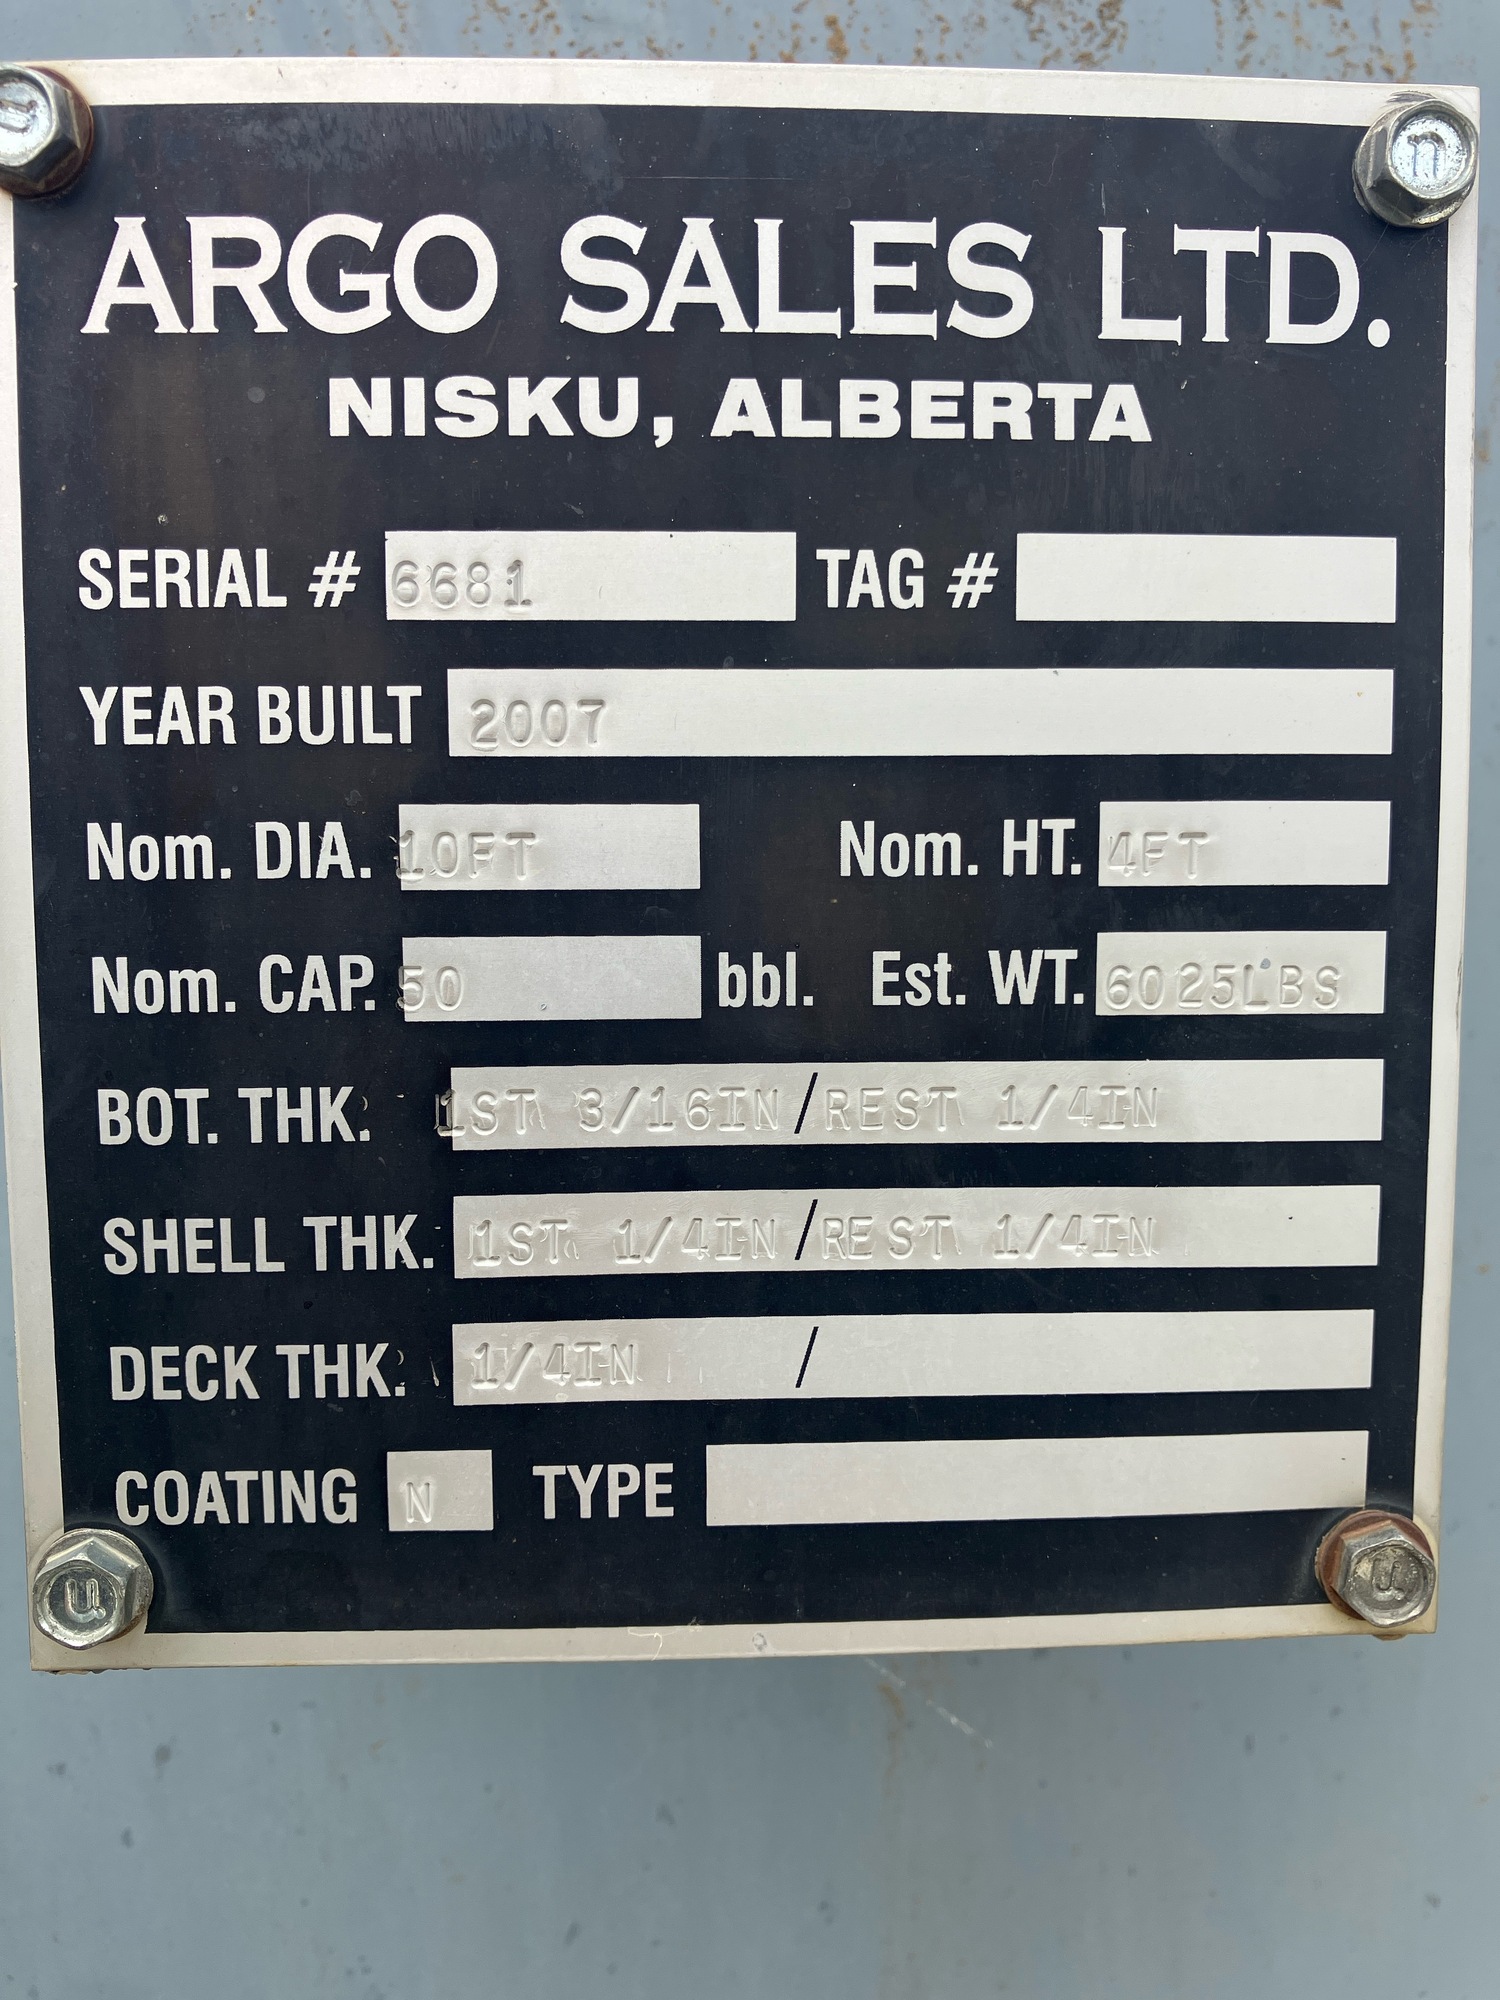 ARGO SALES LTD.
NISKU, ALBERTA
SERIAL # 6681 TAG #
YEAR BUILT 2007
Nom. DIA. 10FT Nom. HT. 4FT
Nom. CAP. 50 bbl. Est. WT. 6025LBS
BOT. THK. 1ST 3/16IN/REST 1/4IN
SHELL THK. 1ST 1/4IN/REST 1/4IN
DECK THK. 1/4IN /
COATING N TYPE